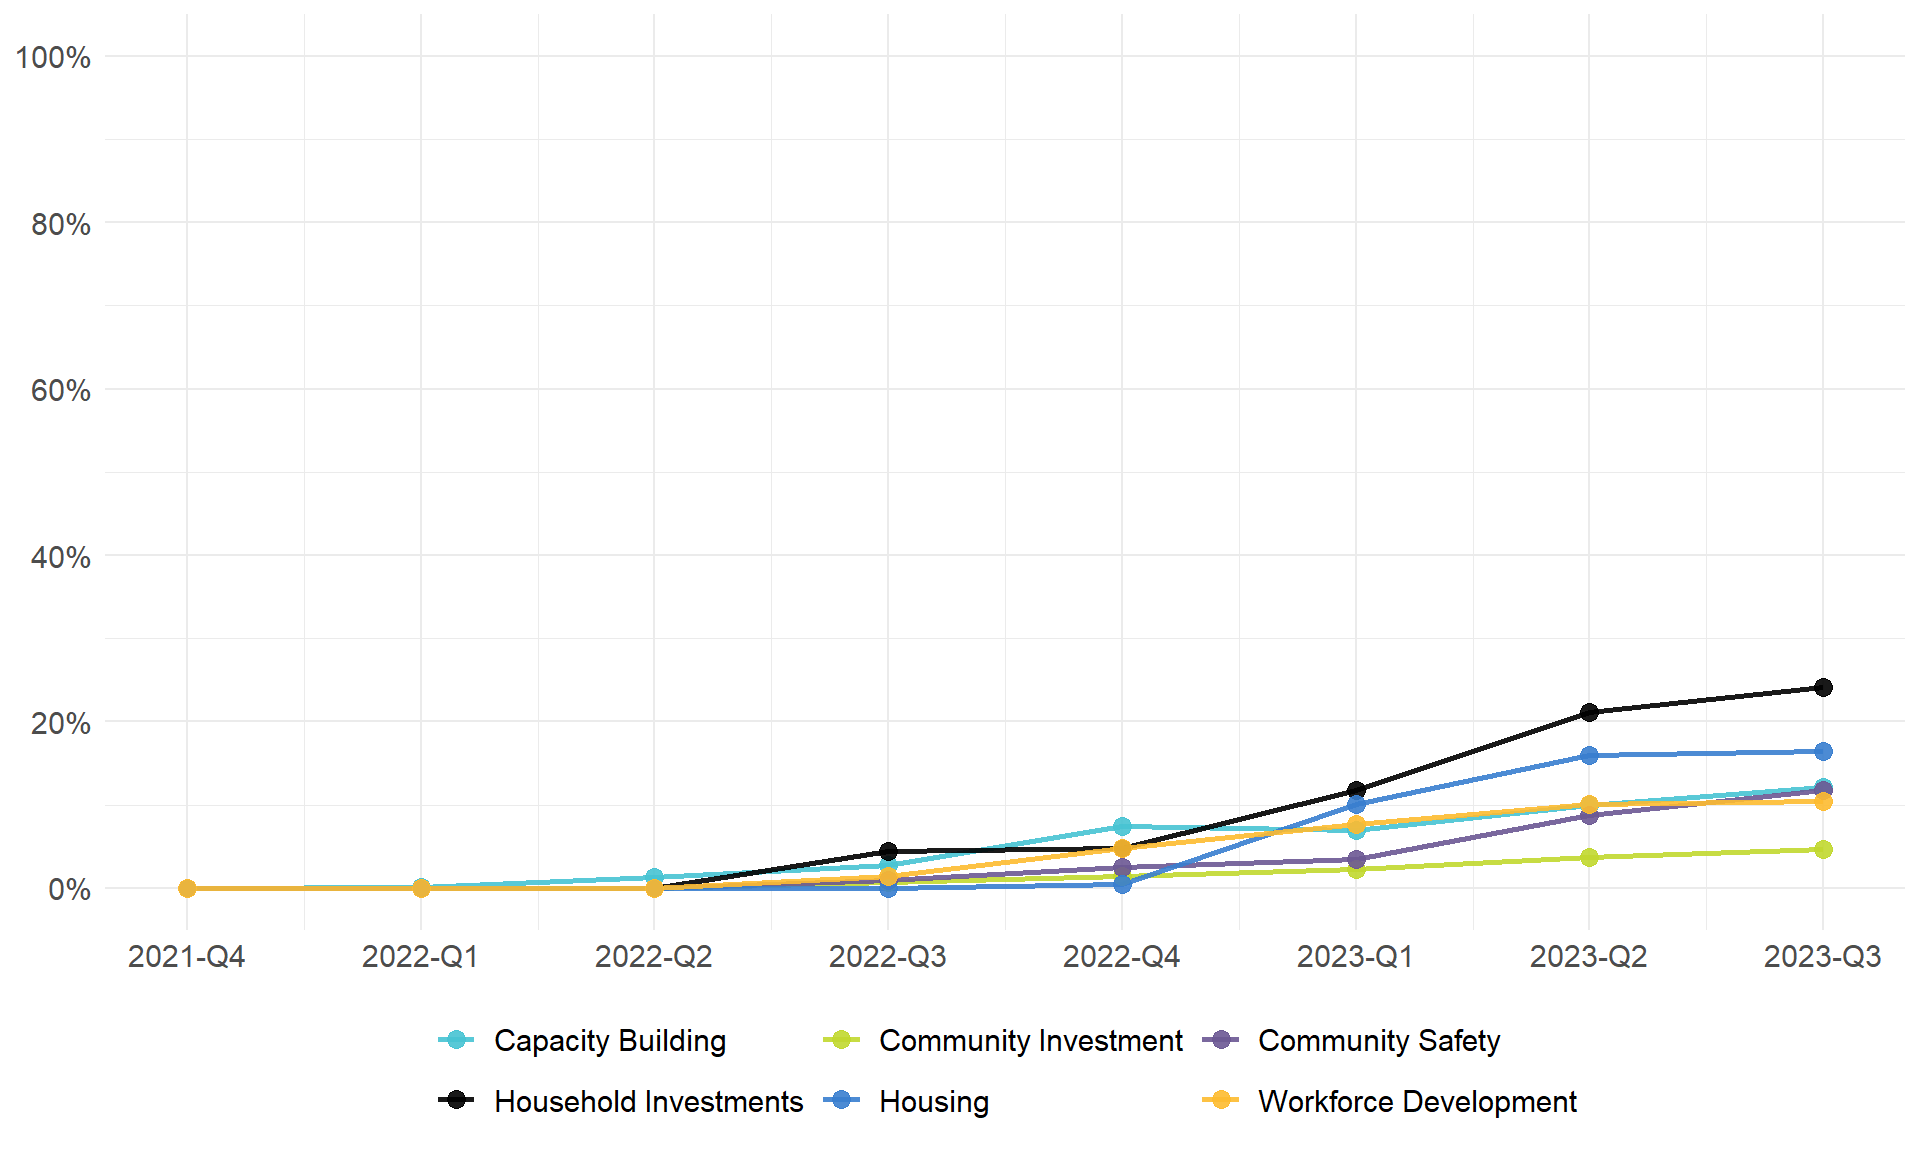 100%
80%
60%
40%
20%
0%
2021-Q4 2022-Q1 2022-Q2 2022-Q3 2022-Q4 2023-Q1 2023-Q2 2023-Q3
Capacity Building Community Investment Community Safety
Household Investments Housing Workforce Development